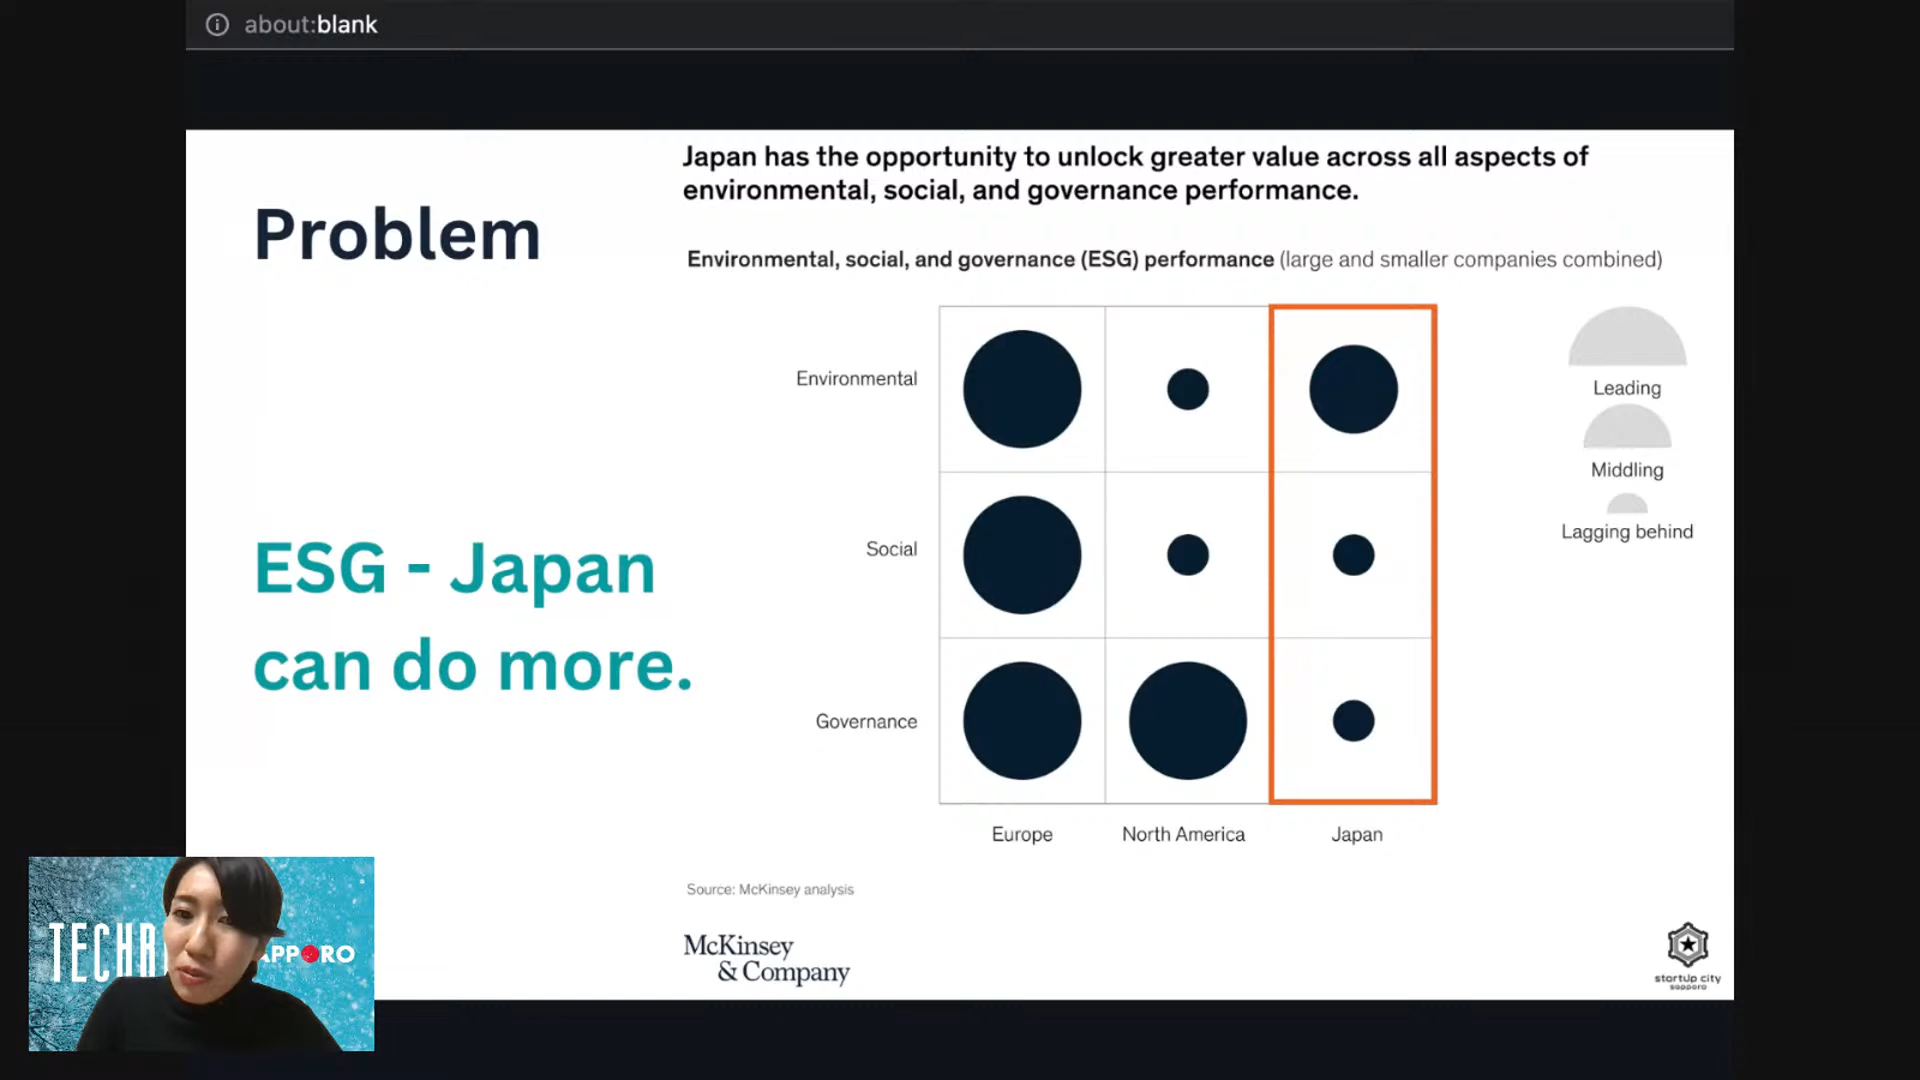 about:blank
Problem
ESG - Japan
can do more.
Japan has the opportunity to unlock greater value across all aspects of
environmental, social, and governance performance.
Environmental, social, and governance (ESG) performance (large and smaller companies combined)
Environmental
Social
Governance
Europe
North America
Japan
Leading
Middling
Lagging behind
Source: McKinsey analysis
McKinsey
& Company
startup city
sapporo